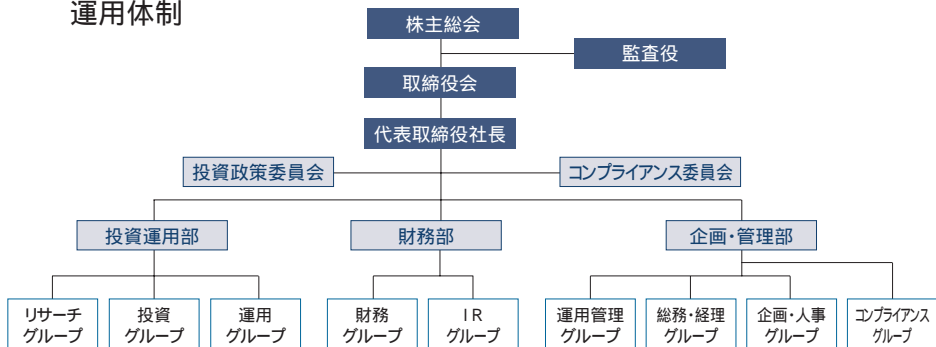 運用体制
株主総会
監査役
取締役会
代表取締役社長
投資政策委員会
コンプライアンス委員会
投資運用部
財務部
企画・管理部
リサーチ
グループ
投資
グループ
運用
グループ
財務
グループ
IR
グループ
運用管理
グループ
総務・経理
グループ
企画・人事
グループ
コンプライアンス
グループ